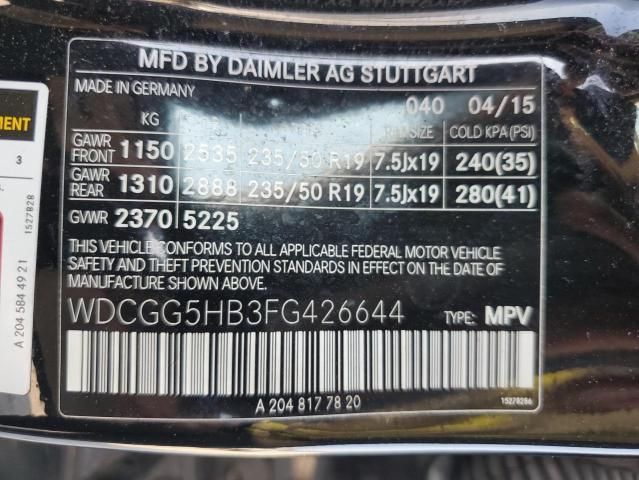 MFD BY DAIMLER AG STUTTGART
MADE IN GERMANY 040 04/15
KG SIZE COLD KPA (PSI)
GAWR FRONT 1150 2535 235/50 R19 7.5Jx19 240(35)
GAWR REAR 1310 2888 235/50 R19 7.5Jx19 280(41)
GVWR 2370 5225
THIS VEHICLE CONFORMS TO ALL APPLICABLE FEDERAL MOTOR VEHICLE
SAFETY AND THEFT PREVENTION STANDARDS IN EFFECT ON THE DATE
OF MANUFACTURE
WDCGG5HB3FG426644 TYPE: MPV
A 204 817 78 20
15278286
3
1527828
A 204 584 49 21